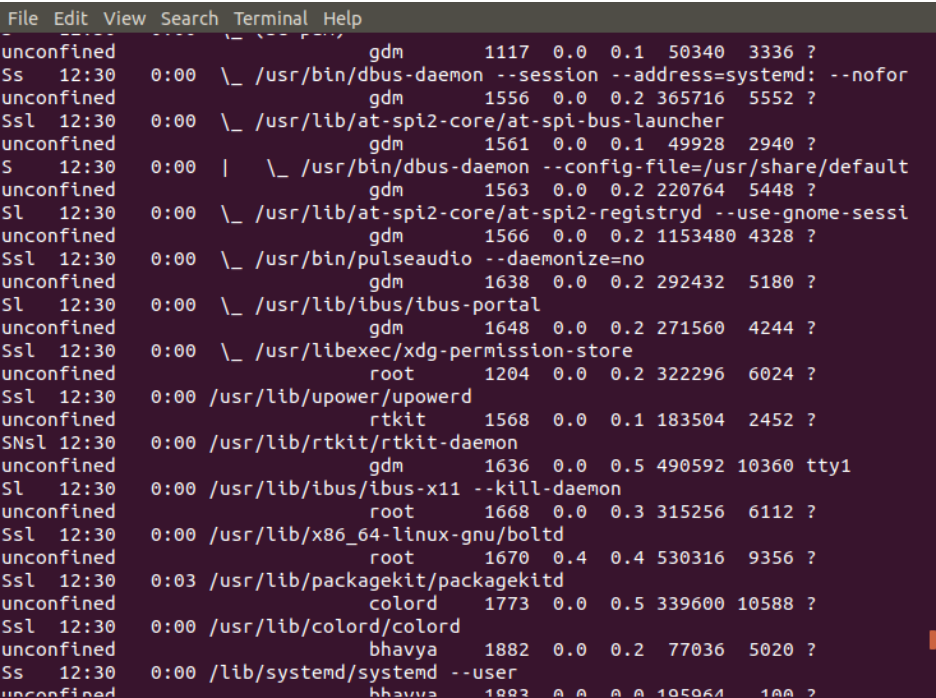 File Edit View Search Terminal Help
unconfined                      gdm       1117  0.0  0.1  50340  3336 ?
Ss   12:30   0:00  \_ /usr/bin/dbus-daemon --session --address=systemd: --nofor
unconfined                      gdm       1556  0.0  0.2 365716  5552 ?
Ssl  12:30   0:00  \_ /usr/lib/at-spi2-core/at-spi-bus-launcher
unconfined                      gdm       1561  0.0  0.1  49928  2940 ?
S    12:30   0:00  |   \_ /usr/bin/dbus-daemon --config-file=/usr/share/default
unconfined                      gdm       1563  0.0  0.2 220764  5448 ?
Sl   12:30   0:00  \_ /usr/lib/at-spi2-core/at-spi2-registryd --use-gnome-sessi
unconfined                      gdm       1566  0.0  0.2 1153480 4328 ?
Ssl  12:30   0:00  \_ /usr/bin/pulseaudio --daemonize=no
unconfined                      gdm       1638  0.0  0.2 292432  5180 ?
Sl   12:30   0:00  \_ /usr/lib/ibus/ibus-portal
unconfined                      gdm       1648  0.0  0.2 271560  4244 ?
Ssl  12:30   0:00  \_ /usr/libexec/xdg-permission-store
unconfined                      root      1204  0.0  0.2 322296  6024 ?
Ssl  12:30   0:00 /usr/lib/upower/upowerd
unconfined                      rtkit     1568  0.0  0.1 183504  2452 ?
SNsl 12:30   0:00 /usr/lib/rtkit/rtkit-daemon
unconfined                      gdm       1636  0.0  0.5 490592 10360 tty1
Sl   12:30   0:00 /usr/lib/ibus/ibus-x11 --kill-daemon
unconfined                      root      1668  0.0  0.3 315256  6112 ?
Ssl  12:30   0:00 /usr/lib/x86_64-linux-gnu/boltd
unconfined                      root      1670  0.4  0.4 530316  9356 ?
Ssl  12:30   0:03 /usr/lib/packagekit/packagekitd
unconfined                      colord    1773  0.0  0.5 339600 10588 ?
Ssl  12:30   0:00 /usr/lib/colord/colord
unconfined                      bhavya    1882  0.0  0.2  77036  5020 ?
Ss   12:30   0:00 /lib/systemd/systemd --user
unconfined                      bhavya    1883  0.0  0.0 195964   100 ?